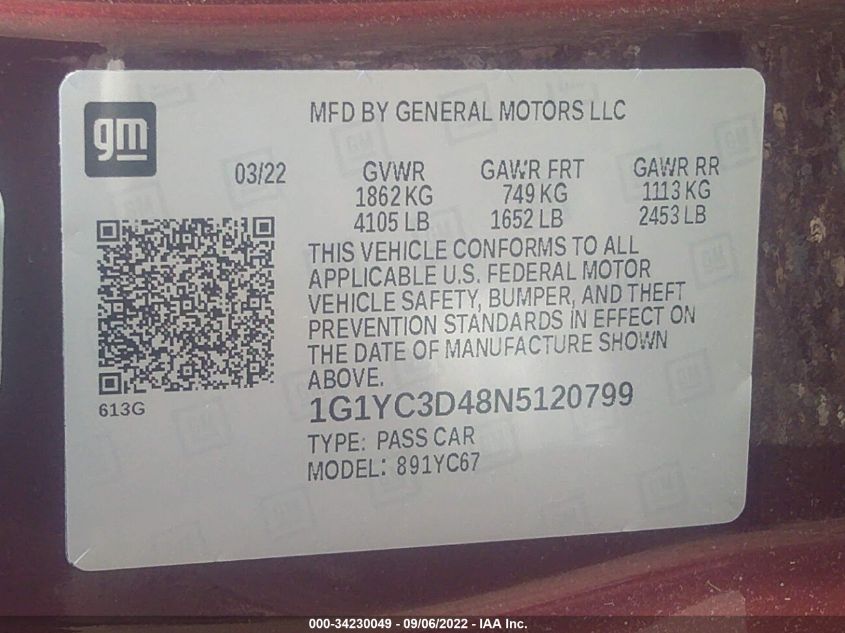 gm
MFD BY GENERAL MOTORS LLC
03/22 GVWR GAWR FRT GAWR RR
1862 KG 749 KG 1113 KG
4105 LB 1652 LB 2453 LB
THIS VEHICLE CONFORMS TO ALL
APPLICABLE U.S. FEDERAL MOTOR
VEHICLE SAFETY, BUMPER, AND THEFT
PREVENTION STANDARDS IN EFFECT ON
THE DATE OF MANUFACTURE SHOWN
ABOVE.
613G
1G1YC3D48N5120799
TYPE: PASS CAR
MODEL: 891YC67
000-34230049 - 09/06/2022 - IAA Inc.